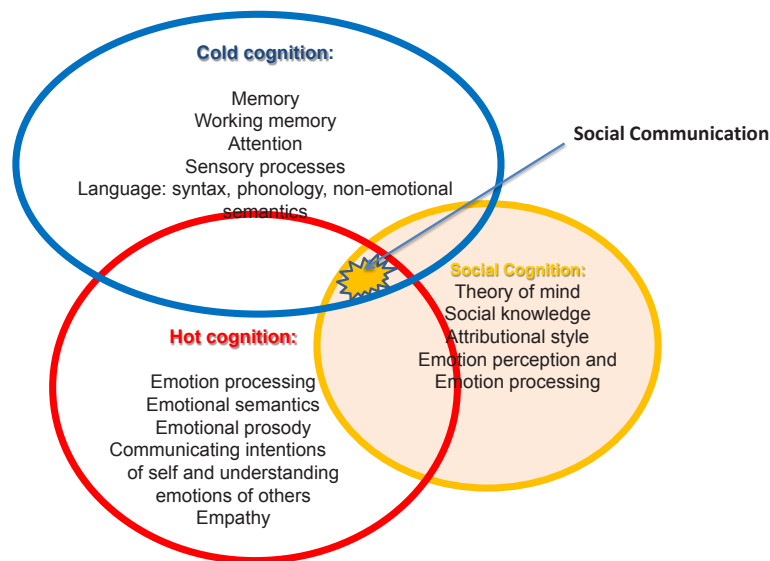 Cold cognition:
Memory
Working memory
Attention
Sensory processes
Language: syntax, phonology, non-emotional
semantics
Social Communication
Social Cognition:
Theory of mind
Social knowledge
Attributional style
Emotion perception and
Emotion processing
Hot cognition:
Emotion processing
Emotional semantics
Emotional prosody
Communicating intentions
of self and understanding
emotions of others
Empathy